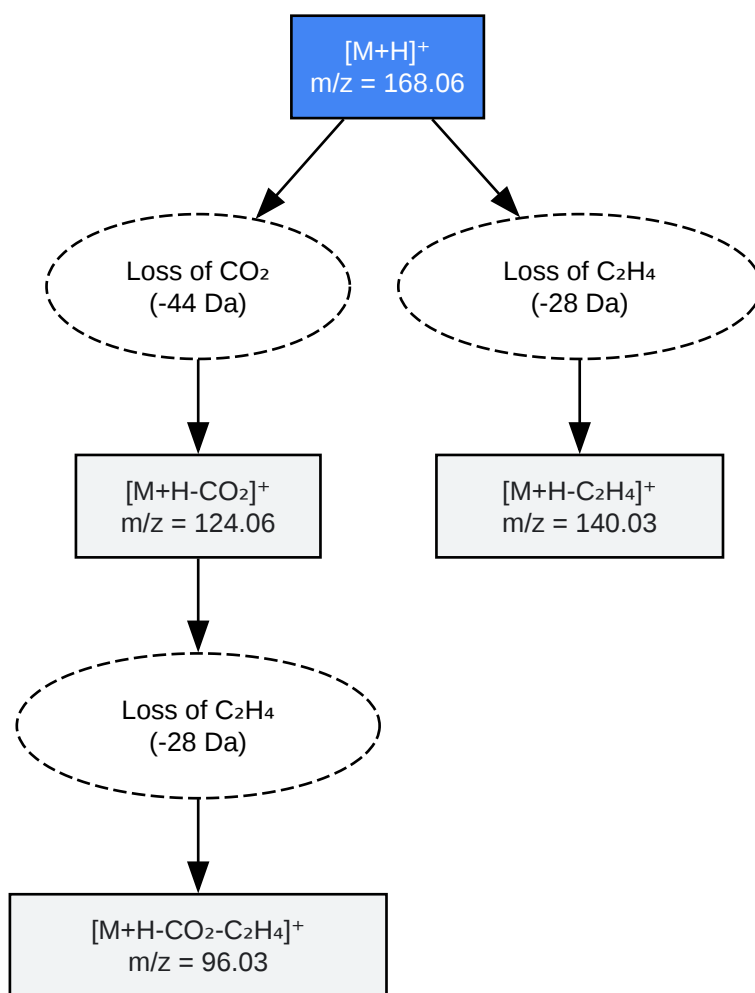 [M+H]⁺
m/z = 168.06
Loss of CO₂
(-44 Da)
Loss of C₂H₄
(-28 Da)
[M+H-CO₂]⁺
m/z = 124.06
[M+H-C₂H₄]⁺
m/z = 140.03
Loss of C₂H₄
(-28 Da)
[M+H-CO₂-C₂H₄]⁺
m/z = 96.03